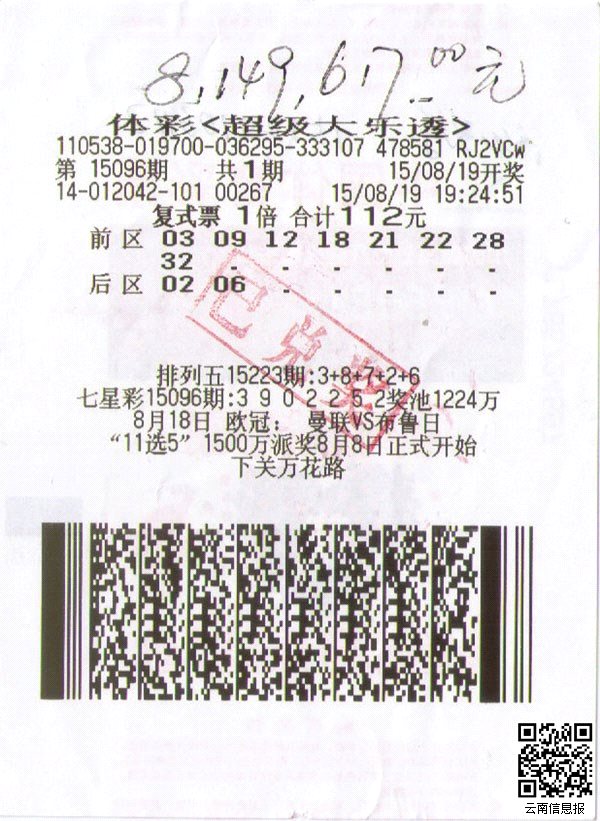 8,149,617.00元
体彩<超级大乐透>
110538-019700-036295-333107 478581 RJ2VCw
第 15096期 共1期 15/08/19开奖
14-012042-101 00267 15/08/19 19:24:51
复式票 1倍 合计112元
前区 03 09 12 18 21 22 28
32 - - - - - -
后区 02 06 - - - - -
已兑奖
排列五15223期:3+8+7+2+6
七星彩15096期:3 9 0 2 2 5 2奖池1224万
8月18日 欧冠: 曼联VS布鲁日
“11选5”1500万派奖8月8日正式开始
下关万花路
云南信息报